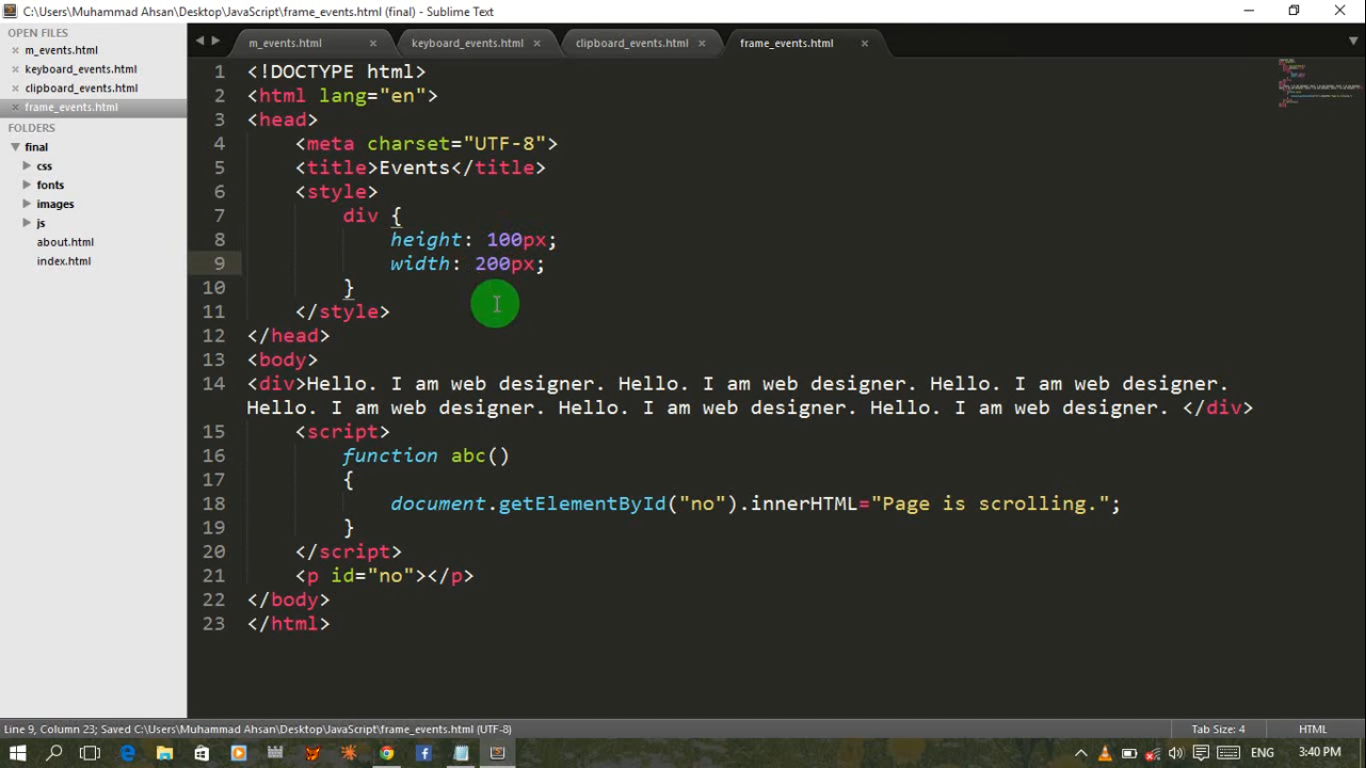 C:\Users\Muhammad Ahsan\Desktop\JavaScript\frame_events.html (final) - Sublime Text
OPEN FILES
m_events.html
keyboard_events.html
clipboard_events.html
frame_events.html
FOLDERS
final
css
fonts
images
js
about.html
index.html
m_events.html
keyboard_events.html
clipboard_events.html
frame_events.html
1 <!DOCTYPE html>
2 <html lang="en">
3 <head>
4 <meta charset="UTF-8">
5 <title>Events</title>
6 <style>
7 div {
8 height: 100px;
9 width: 200px;
10 }
11 </style>
12 </head>
13 <body>
14 <div>Hello. I am web designer. Hello. I am web designer. Hello. I am web designer.
Hello. I am web designer. Hello. I am web designer. Hello. I am web designer. </div>
15 <script>
16 function abc()
17 {
18 document.getElementById("no").innerHTML="Page is scrolling.";
19 }
20 </script>
21 <p id="no"></p>
22 </body>
23 </html>
Line 9, Column 23; Saved C:\Users\Muhammad Ahsan\Desktop\JavaScript\frame_events.html (UTF-8)
Tab Size: 4
HTML
ENG
3:40 PM